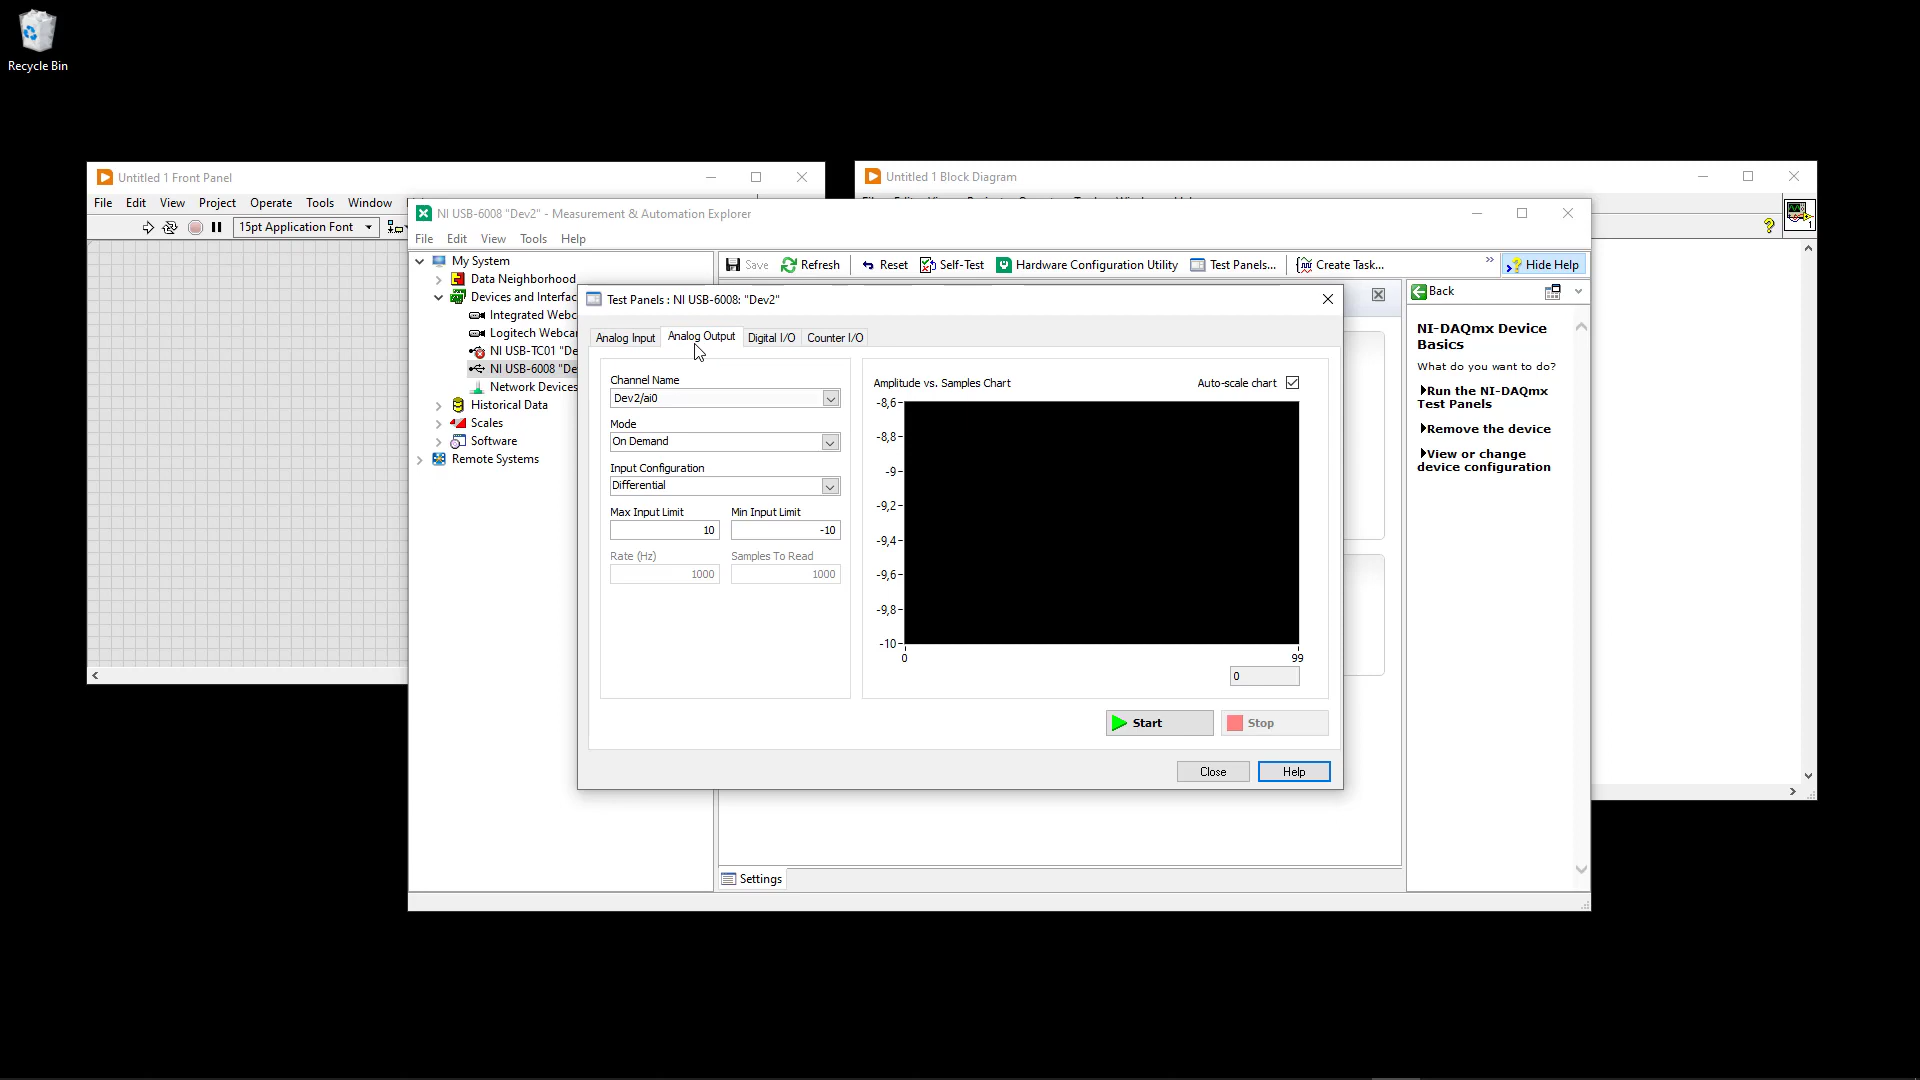 Recycle Bin
Untitled 1 Front Panel
File Edit View Project Operate Tools Window
15pt Application Font
Untitled 1 Block Diagram
NI USB-6008 "Dev2" - Measurement & Automation Explorer
File Edit View Tools Help
My System
Data Neighborhood
Devices and Interfac
Integrated Webc
Logitech Webcar
NI USB-TC01 "De
NI USB-6008 "De
Network Devices
Historical Data
Scales
Software
Remote Systems
Save Refresh Reset Self-Test Hardware Configuration Utility Test Panels... Create Task... » Hide Help
Back
NI-DAQmx Device
Basics
What do you want to do?
Run the NI-DAQmx
Test Panels
Remove the device
View or change
device configuration
Test Panels : NI USB-6008: "Dev2"
Analog Input Analog Output Digital I/O Counter I/O
Channel Name
Dev2/ai0
Mode
On Demand
Input Configuration
Differential
Max Input Limit Min Input Limit
10 -10
Rate (Hz) Samples To Read
1000 1000
Amplitude vs. Samples Chart Auto-scale chart
-8,6
-8,8
-9
-9,2
-9,4
-9,6
-9,8
-10
0 99
0
Start Stop
Close Help
Settings